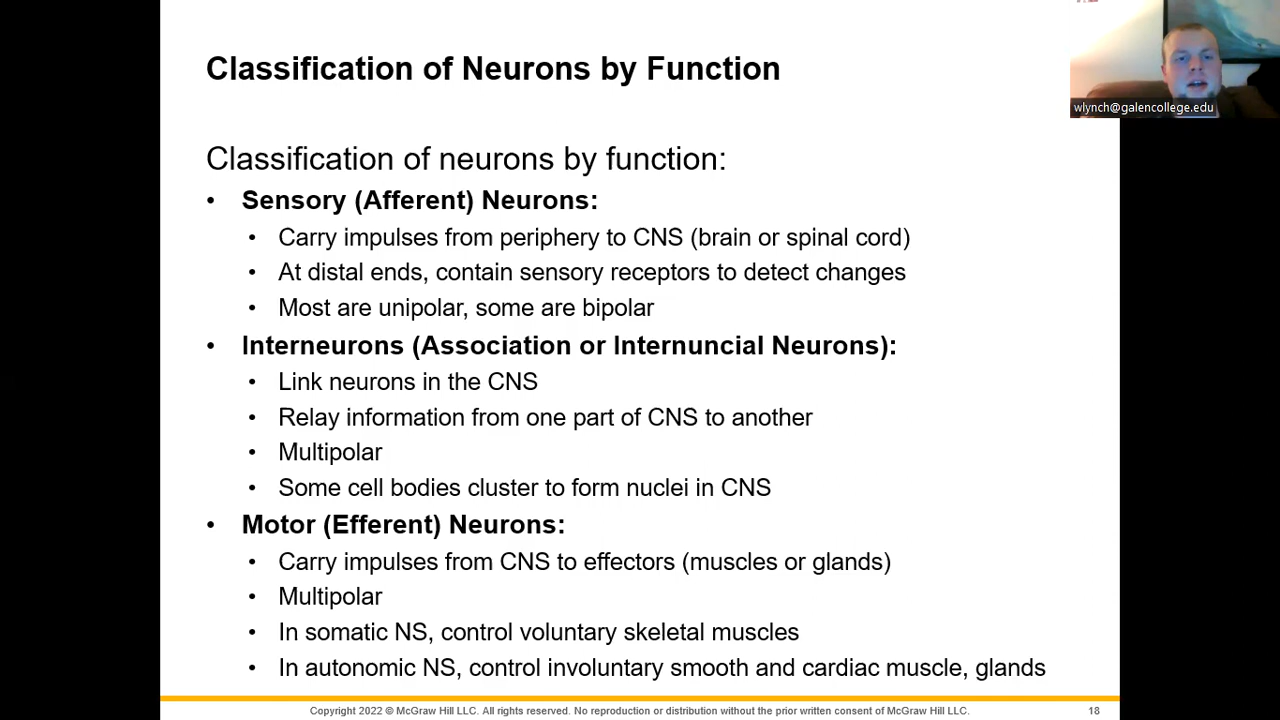 Classification of Neurons by Function
wlynch@galencollege.edu
Classification of neurons by function:
• Sensory (Afferent) Neurons:
• Carry impulses from periphery to CNS (brain or spinal cord)
• At distal ends, contain sensory receptors to detect changes
• Most are unipolar, some are bipolar
• Interneurons (Association or Internuncial Neurons):
• Link neurons in the CNS
• Relay information from one part of CNS to another
• Multipolar
• Some cell bodies cluster to form nuclei in CNS
• Motor (Efferent) Neurons:
• Carry impulses from CNS to effectors (muscles or glands)
• Multipolar
• In somatic NS, control voluntary skeletal muscles
• In autonomic NS, control involuntary smooth and cardiac muscle, glands
Copyright 2022 © McGraw Hill LLC. All rights reserved. No reproduction or distribution without the prior written consent of McGraw Hill LLC.
18